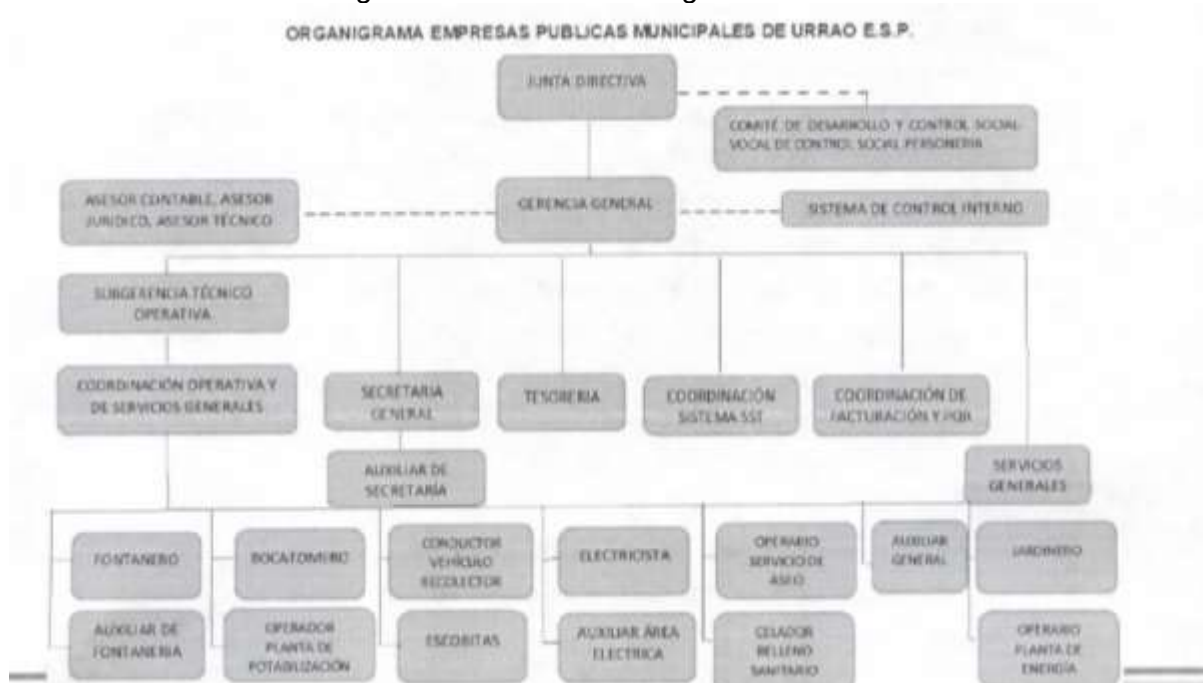 ORGANIGRAMA EMPRESAS PUBLICAS MUNICIPALES DE URRAO E.S.P.
JUNTA DIRECTIVA
COMITÉ DE DESARROLLO Y CONTROL SOCIAL
VOCAL DE CONTROL SOCIAL PERSONERIA
ASESOR CONTABLE, ASESOR
JURIDICO, ASESOR TÉCNICO
GERENCIA GENERAL
SISTEMA DE CONTROL INTERNO
SUBGERENCIA TÉCNICO
OPERATIVA
COORDINACIÓN OPERATIVA Y
DE SERVICIOS GENERALES
SECRETARIA
GENERAL
TESORERIA
COORDINACIÓN
SISTEMA SST
COORDINACIÓN DE
FACTURACIÓN Y PQR
AUXILIAR DE
SECRETARÍA
SERVICIOS
GENERALES
FONTANERO
BOCATOMERO
CONDUCTOR
VEHÍCULO
RECOLECTOR
ELECTRICISTA
OPERARIO
SERVICIO DE
ASEO
AUXILIAR
GENERAL
JARDINERO
AUXILIAR DE
FONTANERIA
OPERADOR
PLANTA DE
POTABILIZACIÓN
ESCOBITAS
AUXILIAR ÁREA
ELECTRICA
CELADOR
RELLENO
SANITARIO
OPERARIO
PLANTA DE
ENERGÍA